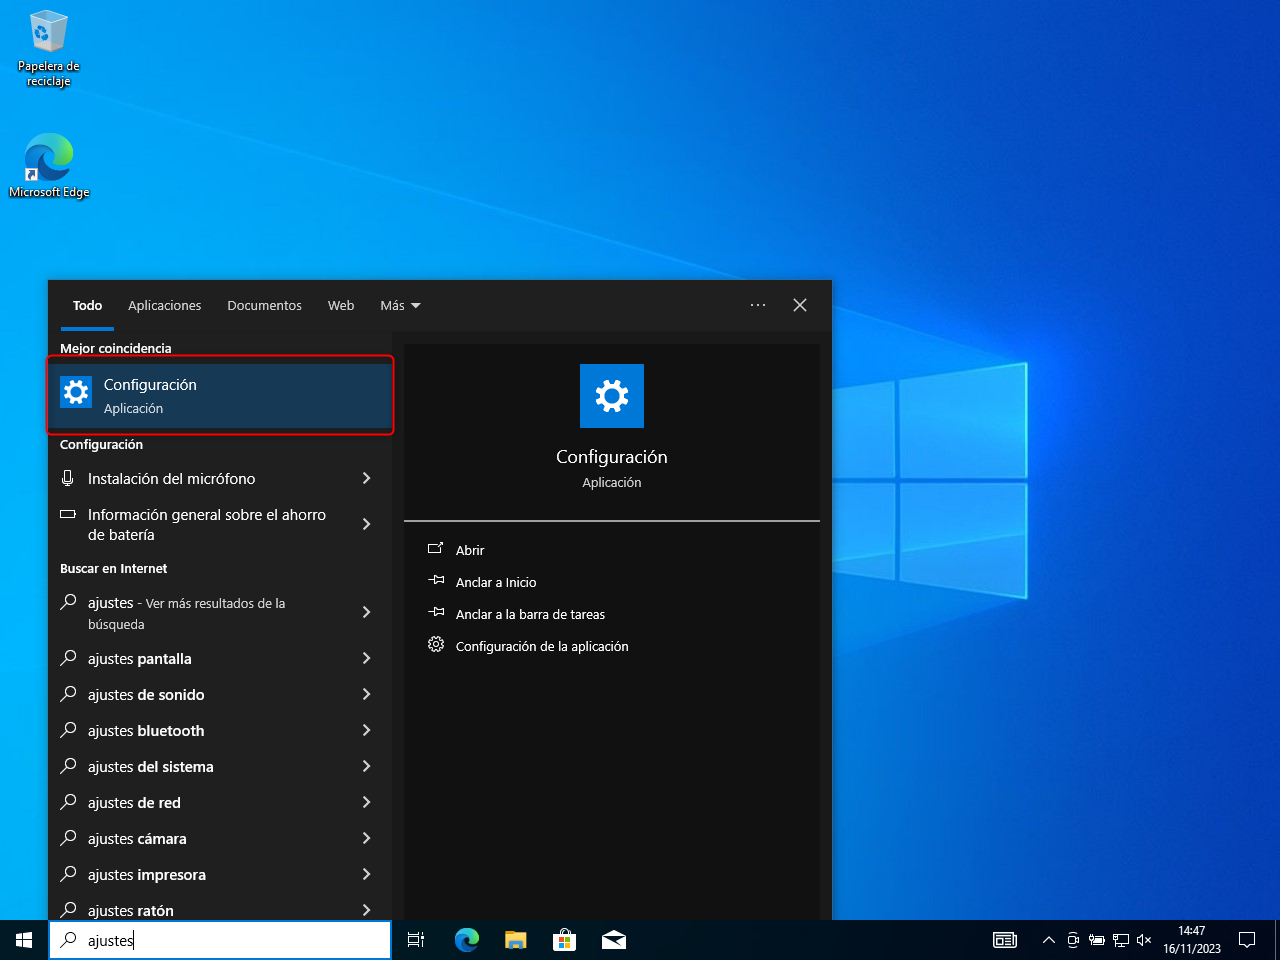 Papelera de
reciclaje
Microsoft Edge
Todo Aplicaciones Documentos Web Más
Mejor coincidencia
Configuración
Aplicación
Configuración
Instalación del micrófono
Información general sobre el ahorro
de batería
Buscar en Internet
ajustes - Ver más resultados de la
búsqueda
ajustes pantalla
ajustes de sonido
ajustes bluetooth
ajustes del sistema
ajustes de red
ajustes cámara
ajustes impresora
ajustes ratón
Configuración
Aplicación
Abrir
Anclar a Inicio
Anclar a la barra de tareas
Configuración de la aplicación
ajustes
14:47
16/11/2023